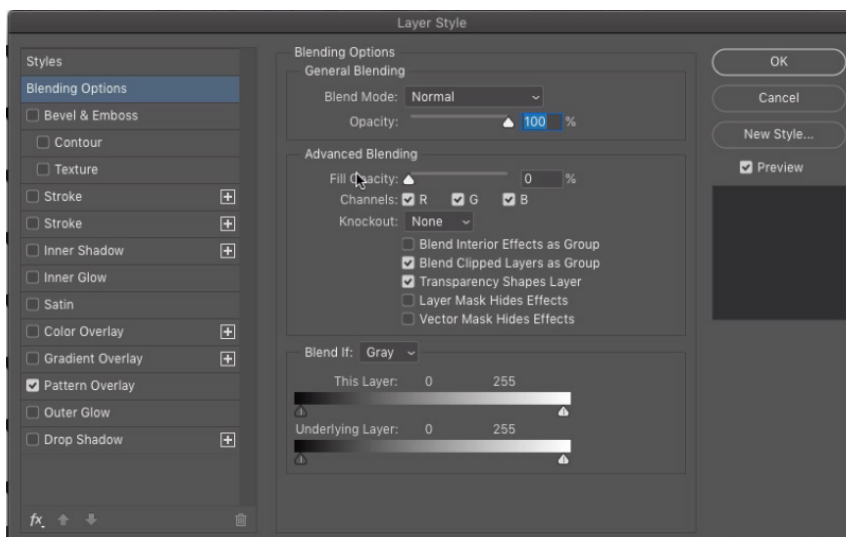 Layer Style
Styles
Blending Options
Bevel & Emboss
Contour
Texture
Stroke
Stroke
Inner Shadow
Inner Glow
Satin
Color Overlay
Gradient Overlay
Pattern Overlay
Outer Glow
Drop Shadow
fx
Blending Options
General Blending
Blend Mode: Normal
Opacity: 100 %
Advanced Blending
Fill Opacity: 0 %
Channels: R G B
Knockout: None
Blend Interior Effects as Group
Blend Clipped Layers as Group
Transparency Shapes Layer
Layer Mask Hides Effects
Vector Mask Hides Effects
Blend If: Gray
This Layer: 0 255
Underlying Layer: 0 255
OK
Cancel
New Style...
Preview